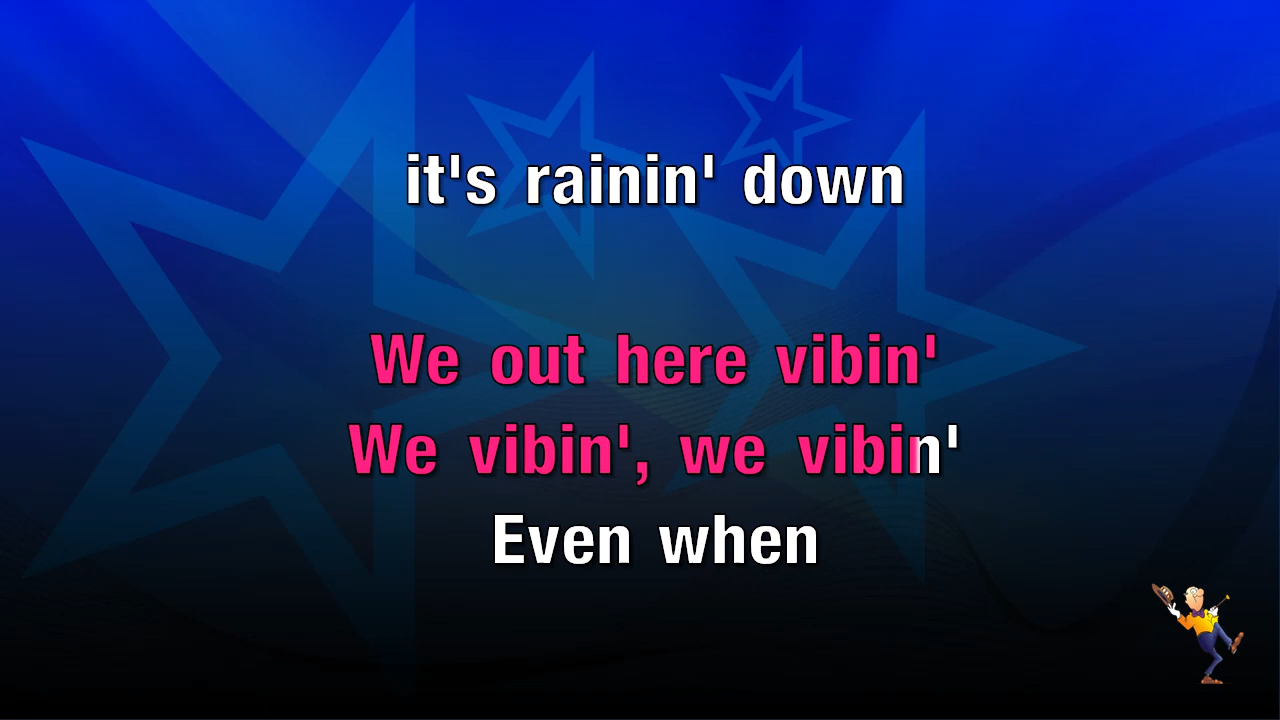 it's rainin' down
We out here vibin'
We vibin', we vibin'
Even when